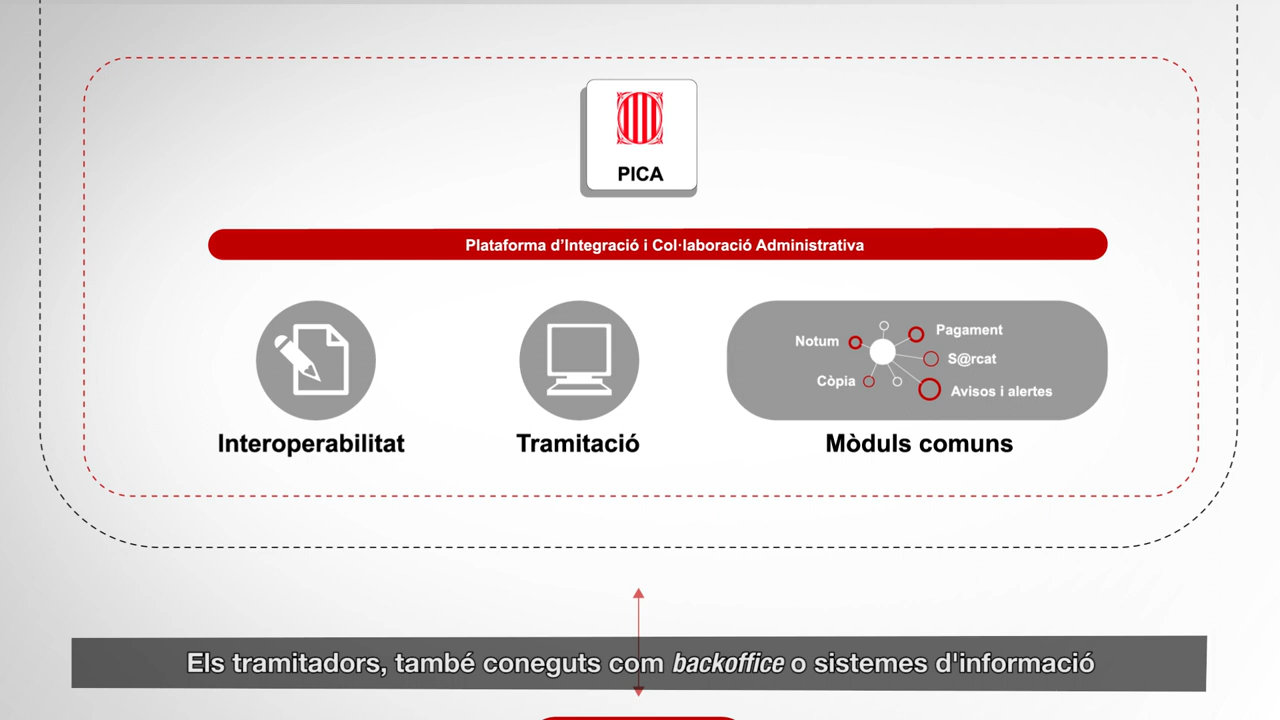 PICA
Plataforma d’Integració i Col·laboració Administrativa
Notum
Pagament
S@rcat
Còpia
Avisos i alertes
Interoperabilitat
Tramitació
Mòduls comuns
Els tramitadors, també coneguts com backoffice o sistemes d'informació